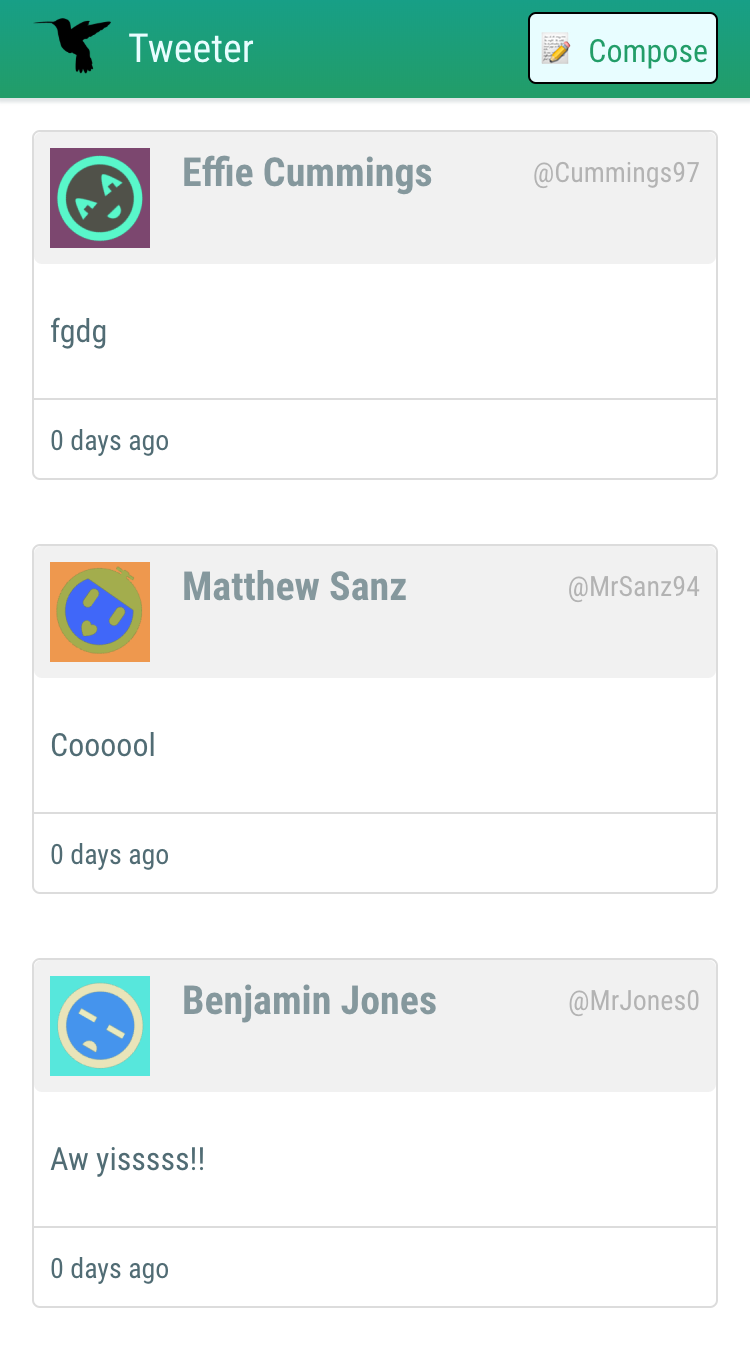 Tweeter
Compose
Effie Cummings @Cummings97
fgdg
0 days ago
Matthew Sanz @MrSanz94
Coooool
0 days ago
Benjamin Jones @MrJones0
Aw yisssss!!
0 days ago